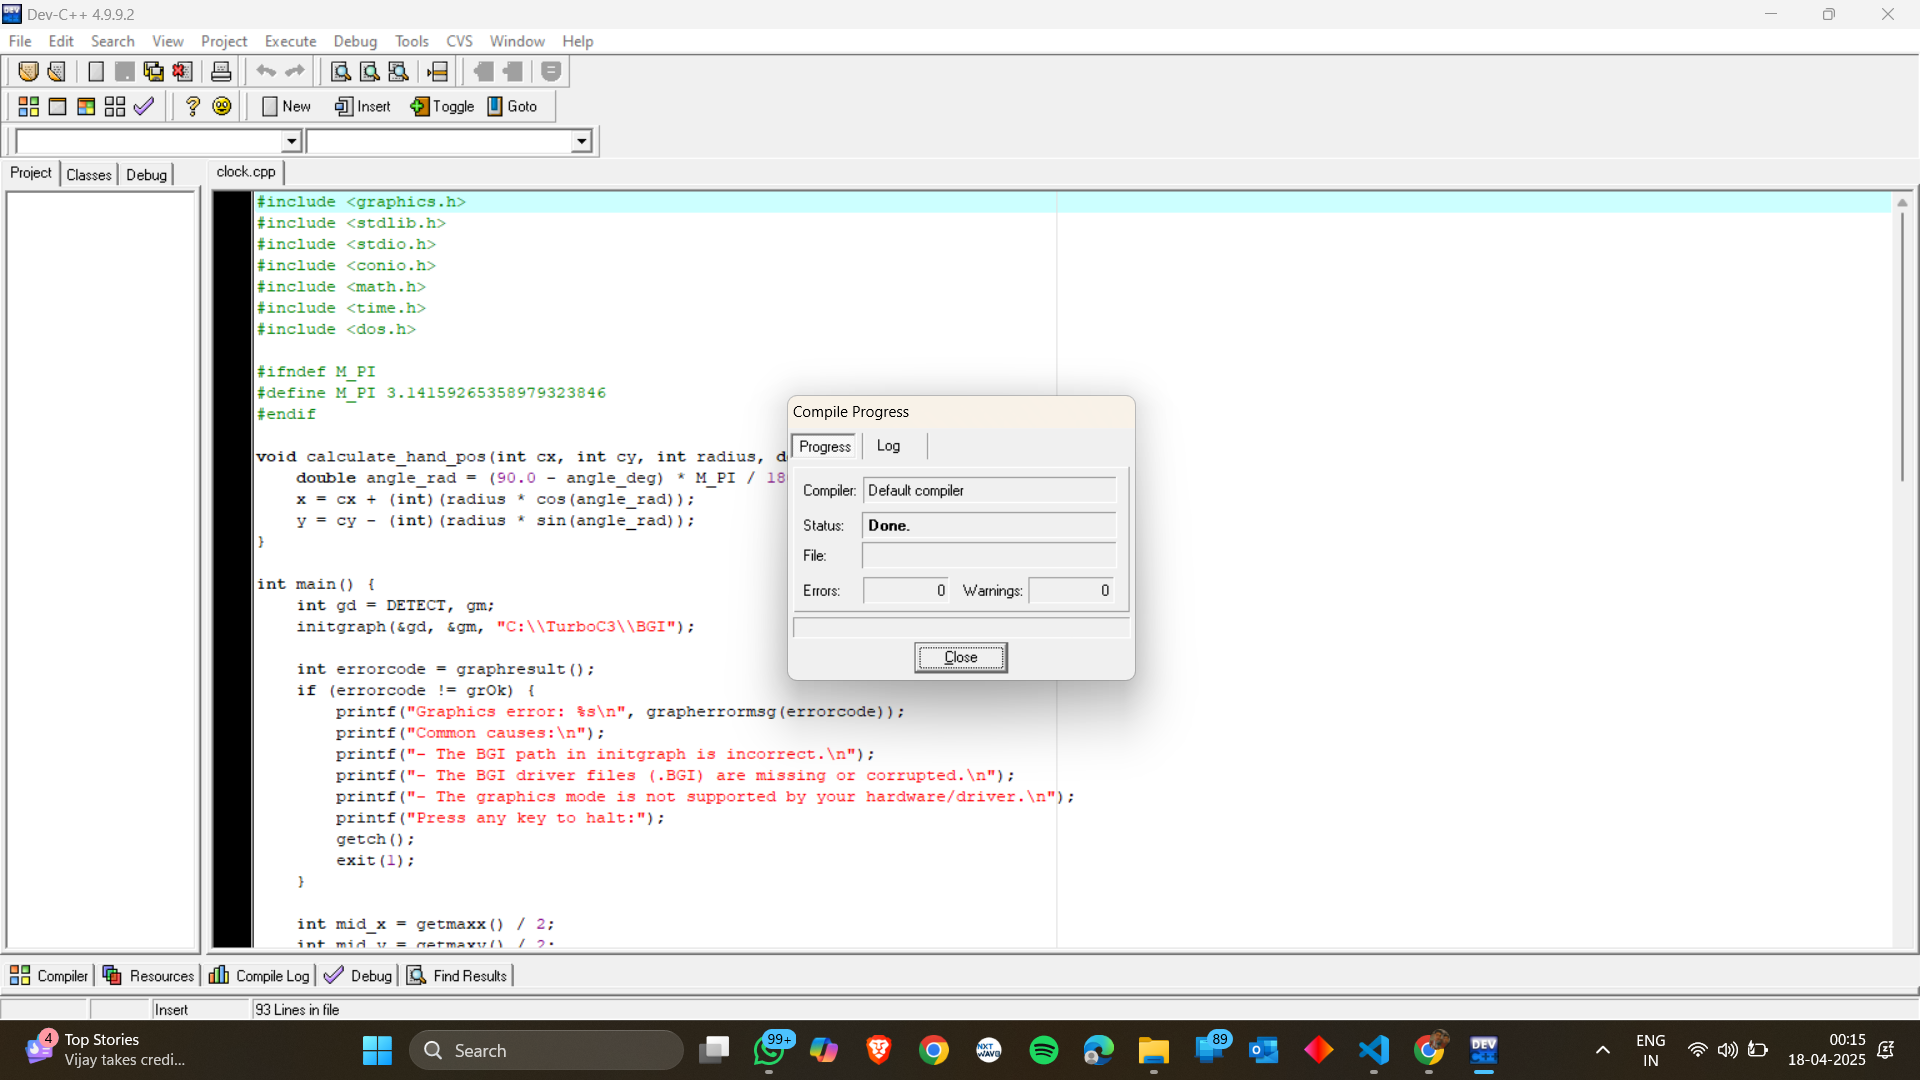 Dev-C++ 4.9.9.2
File Edit Search View Project Execute Debug Tools CVS Window Help
New Insert Toggle Goto
Project Classes Debug
clock.cpp
#include <graphics.h>
#include <stdlib.h>
#include <stdio.h>
#include <conio.h>
#include <math.h>
#include <time.h>
#include <dos.h>
#ifndef M_PI
#define M_PI 3.14159265358979323846
#endif
void calculate_hand_pos(int cx, int cy, int radius, d
double angle_rad = (90.0 - angle_deg) * M_PI / 18
x = cx + (int)(radius * cos(angle_rad));
y = cy - (int)(radius * sin(angle_rad));
}
int main() {
int gd = DETECT, gm;
initgraph(&gd, &gm, "C:\\TurboC3\\BGI");
int errorcode = graphresult();
if (errorcode != grOk) {
printf("Graphics error: %s\n", grapherrormsg(errorcode));
printf("Common causes:\n");
printf("- The BGI path in initgraph is incorrect.\n");
printf("- The BGI driver files (.BGI) are missing or corrupted.\n");
printf("- The graphics mode is not supported by your hardware/driver.\n");
printf("Press any key to halt:");
getch();
exit(1);
}
int mid_x = getmaxx() / 2;
int mid_y = getmaxy() / 2;
Compile Progress
Progress Log
Compiler: Default compiler
Status: Done.
File:
Errors: 0 Warnings: 0
Close
Compiler Resources Compile Log Debug Find Results
Insert 93 Lines in file
4 Top Stories
Vijay takes credi...
Search
99+
NXT
WAVE
89
DEV
C++
ENG
IN
00:15
18-04-2025